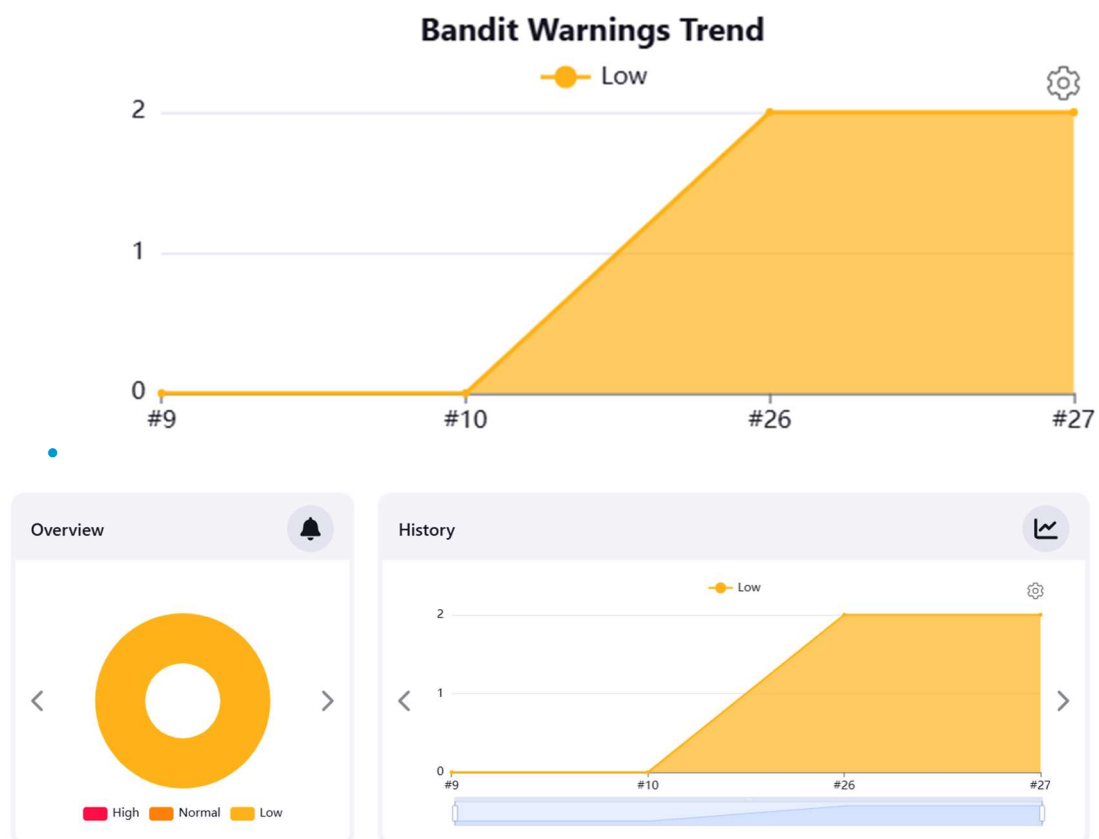 Bandit Warnings Trend
Low
2
1
0
#9 #10 #26 #27
Overview
High Normal Low
History
Low
2
1
0
#9 #10 #26 #27